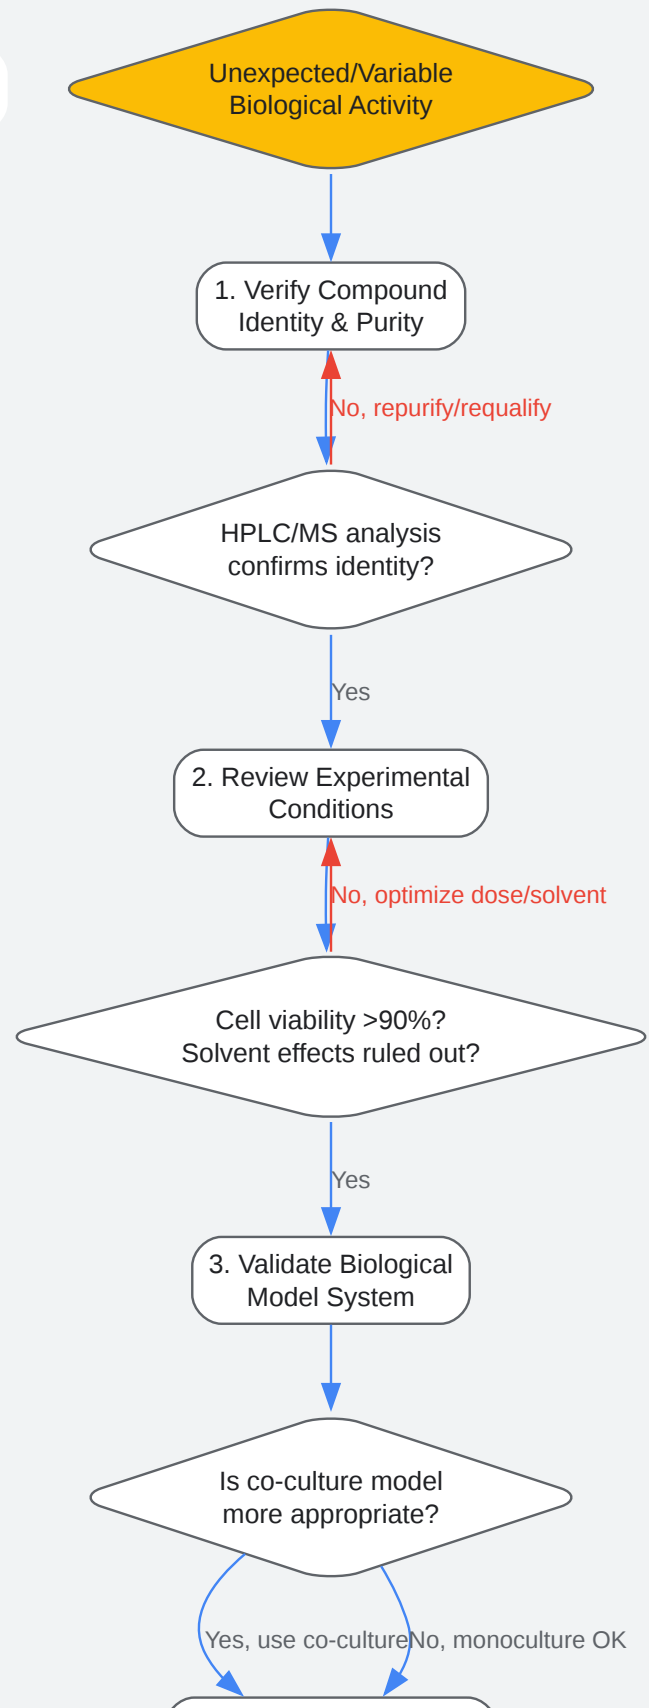 Unexpected/Variable
Biological Activity
1. Verify Compound
Identity & Purity
No, repurify/requalify
HPLC/MS analysis
confirms identity?
Yes
2. Review Experimental
Conditions
No, optimize dose/solvent
Cell viability >90%?
Solvent effects ruled out?
Yes
3. Validate Biological
Model System
Is co-culture model
more appropriate?
Yes, use co-culture
No, monoculture OK